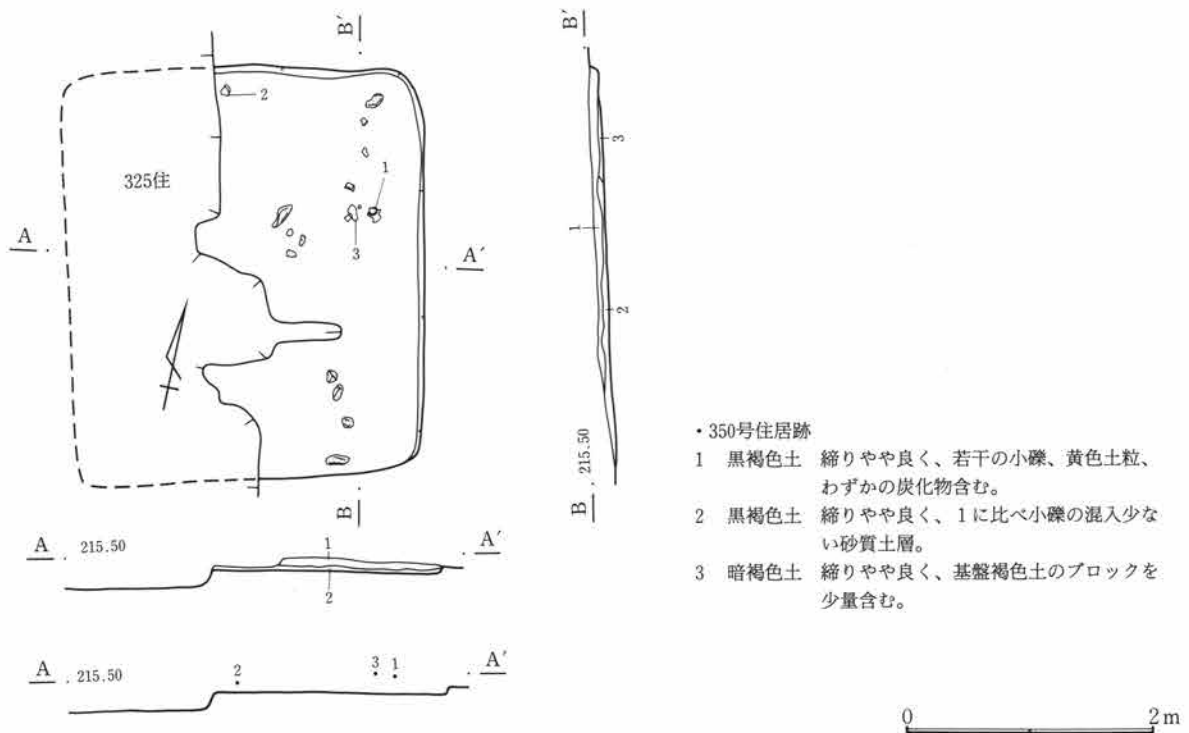 B′
2
1
325住
3
A
A′
B
B′
3
1
2
B
215.50
A
215.50
1
2
A′
A
215.50
2
3
1
A′
・350号住居跡
1 黒褐色土 締りやや良く、若干の小礫、黄色土粒、
わずかの炭化物含む。
2 黒褐色土 締りやや良く、1に比べ小礫の混入少な
い砂質土層。
3 暗褐色土 締りやや良く、基盤褐色土のブロックを
少量含む。
0
2m